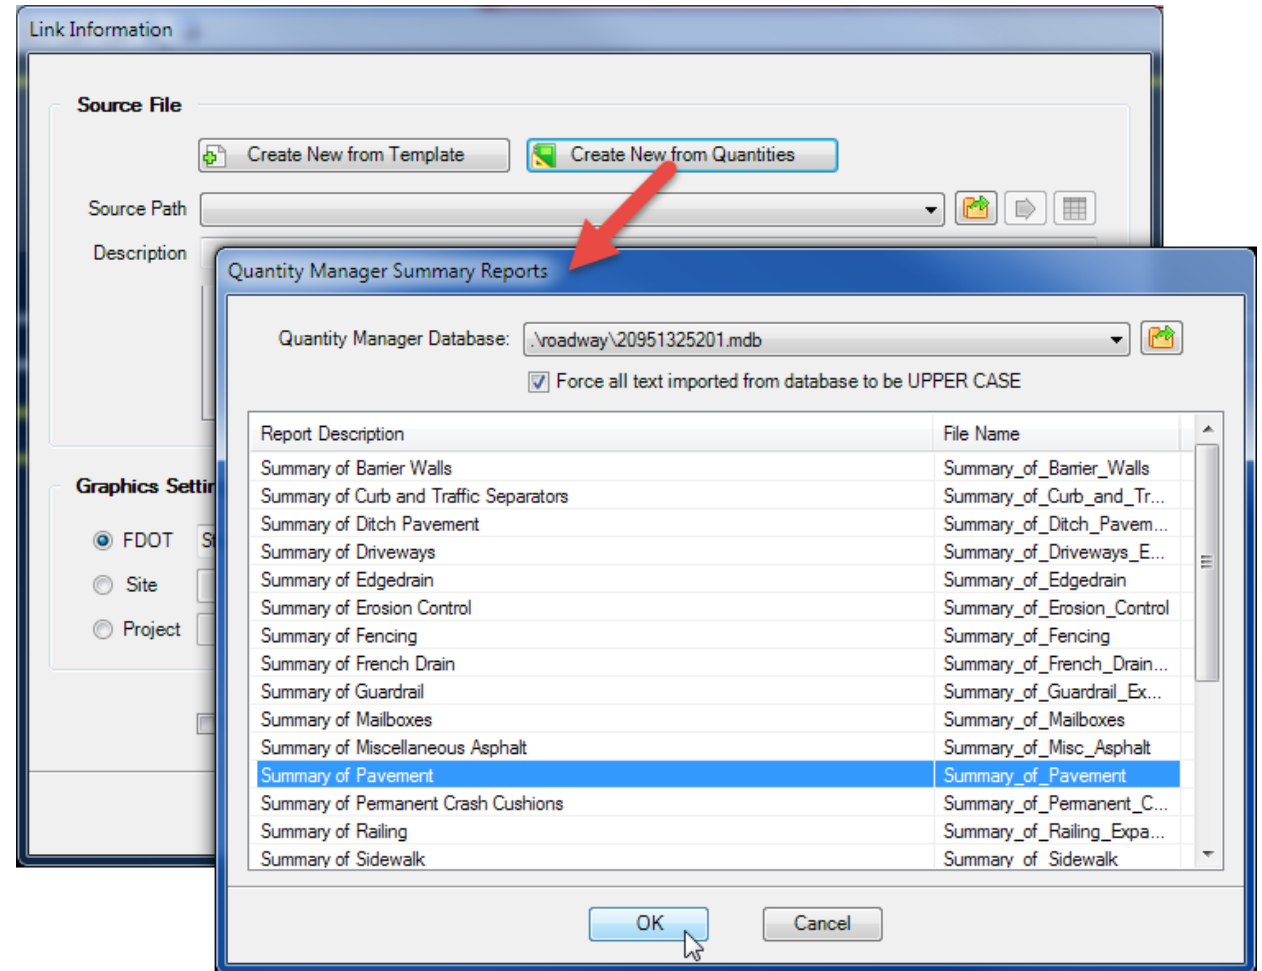 Link Information
Source File
Create New from Template
Create New from Quantities
Source Path
Description
Quantity Manager Summary Reports
Quantity Manager Database: .\roadway\20951325201.mdb
Force all text imported from database to be UPPER CASE
Report Description File Name
Summary of Barrier Walls Summary_of_Barrier_Walls
Summary of Curb and Traffic Separators Summary_of_Curb_and_Tr...
Summary of Ditch Pavement Summary_of_Ditch_Pavem...
Summary of Driveways Summary_of_Driveways_E...
Summary of Edgedrain Summary_of_Edgedrain
Summary of Erosion Control Summary_of_Erosion_Control
Summary of Fencing Summary_of_Fencing
Summary of French Drain Summary_of_French_Drain...
Summary of Guardrail Summary_of_Guardrail_Ex...
Summary of Mailboxes Summary_of_Mailboxes
Summary of Miscellaneous Asphalt Summary_of_Misc_Asphalt
Summary of Pavement Summary_of_Pavement
Summary of Permanent Crash Cushions Summary_of_Permanent_C...
Summary of Railing Summary_of_Railing_Expa...
Summary of Sidewalk Summary_of_Sidewalk
OK
Cancel
Graphics Settin
FDOT
Site
Project